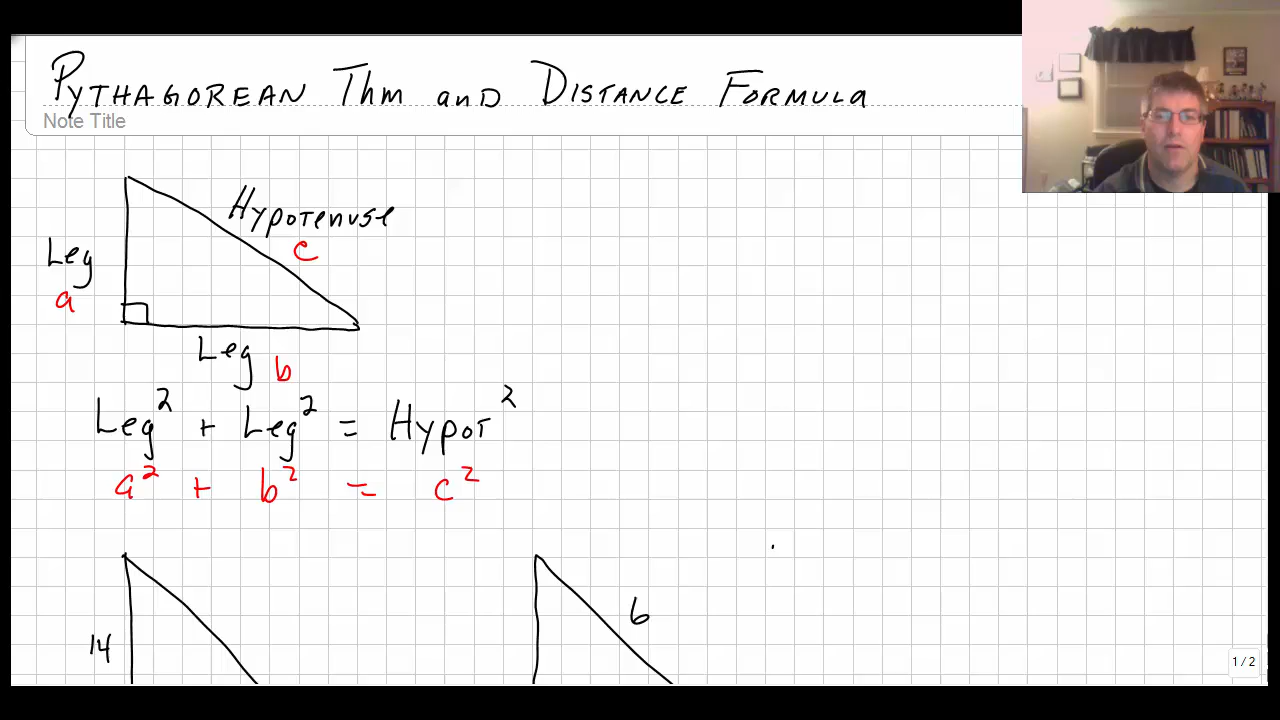 PYTHAGOREAN Thm and DISTANCE FORMULA
Note Title
Hypotenuse
c
Leg
a
Leg
b
Leg² + Leg² = Hypot²
a² + b² = c²
14
6
1 / 2